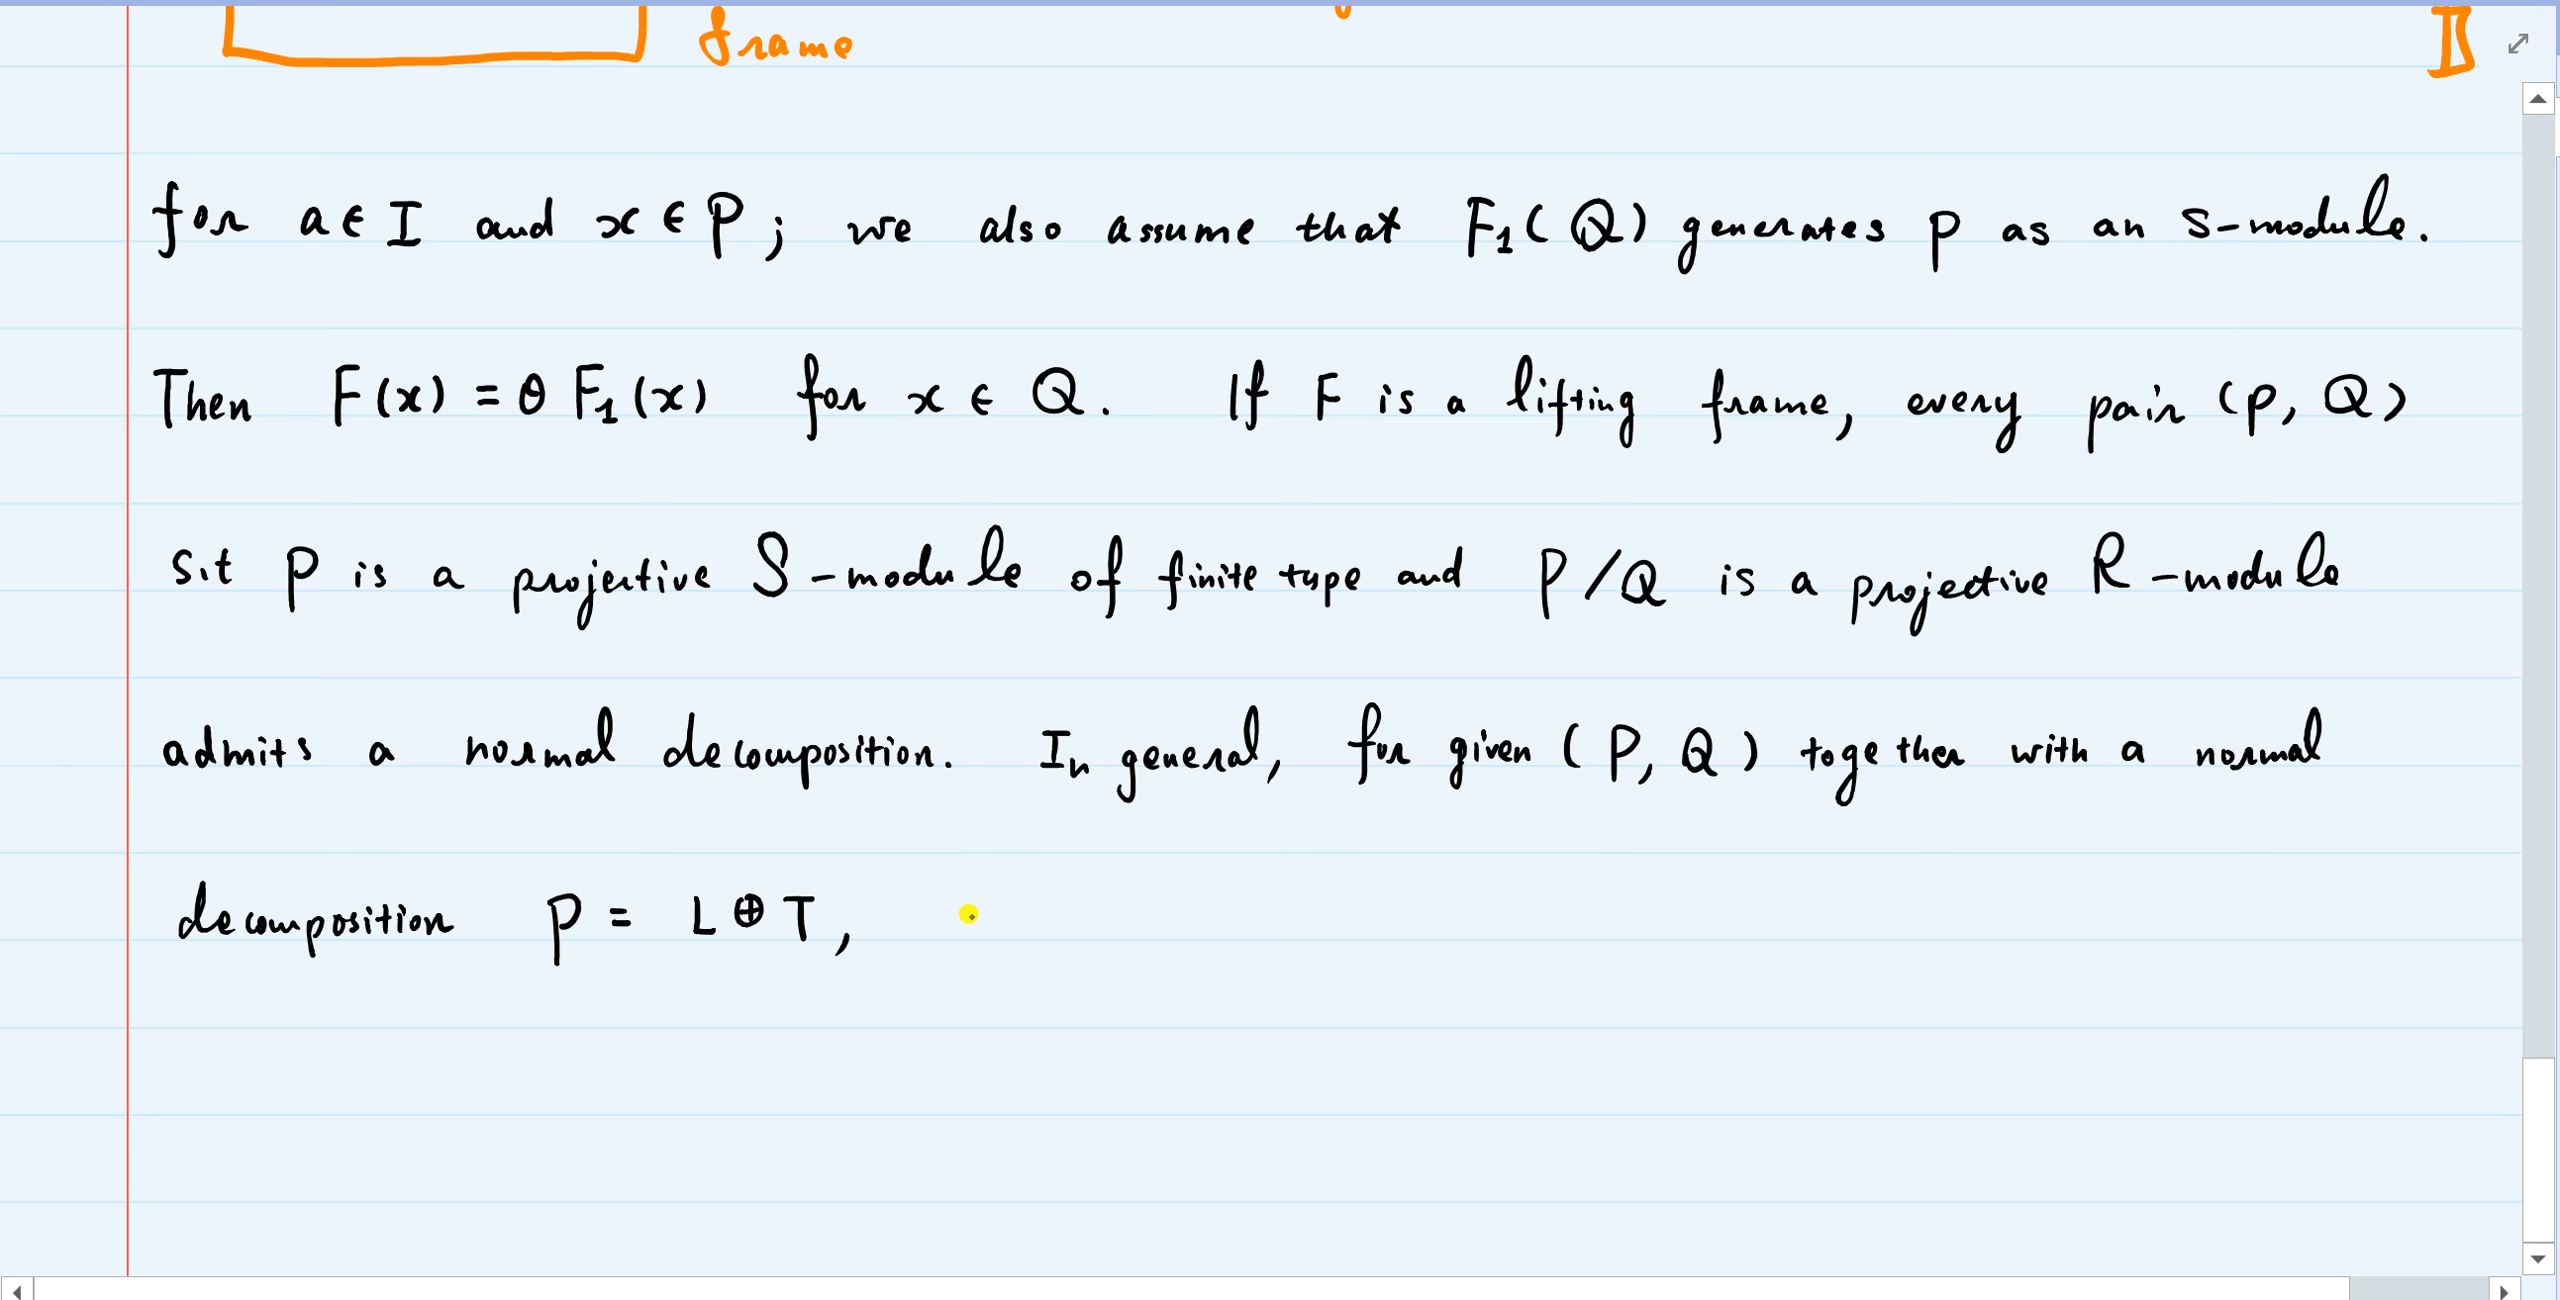 frame
for a ∈ I and x ∈ P; we also assume that F₁(Q) generates P as an S-module.
Then F(x) = θ F₁(x) for x ∈ Q. If F is a lifting frame, every pair (P, Q)
s.t P is a projective S-module of finite type and P/Q is a projective R-module
admits a normal decomposition. In general, for given (P, Q) together with a normal
decomposition P = L ⊕ T,